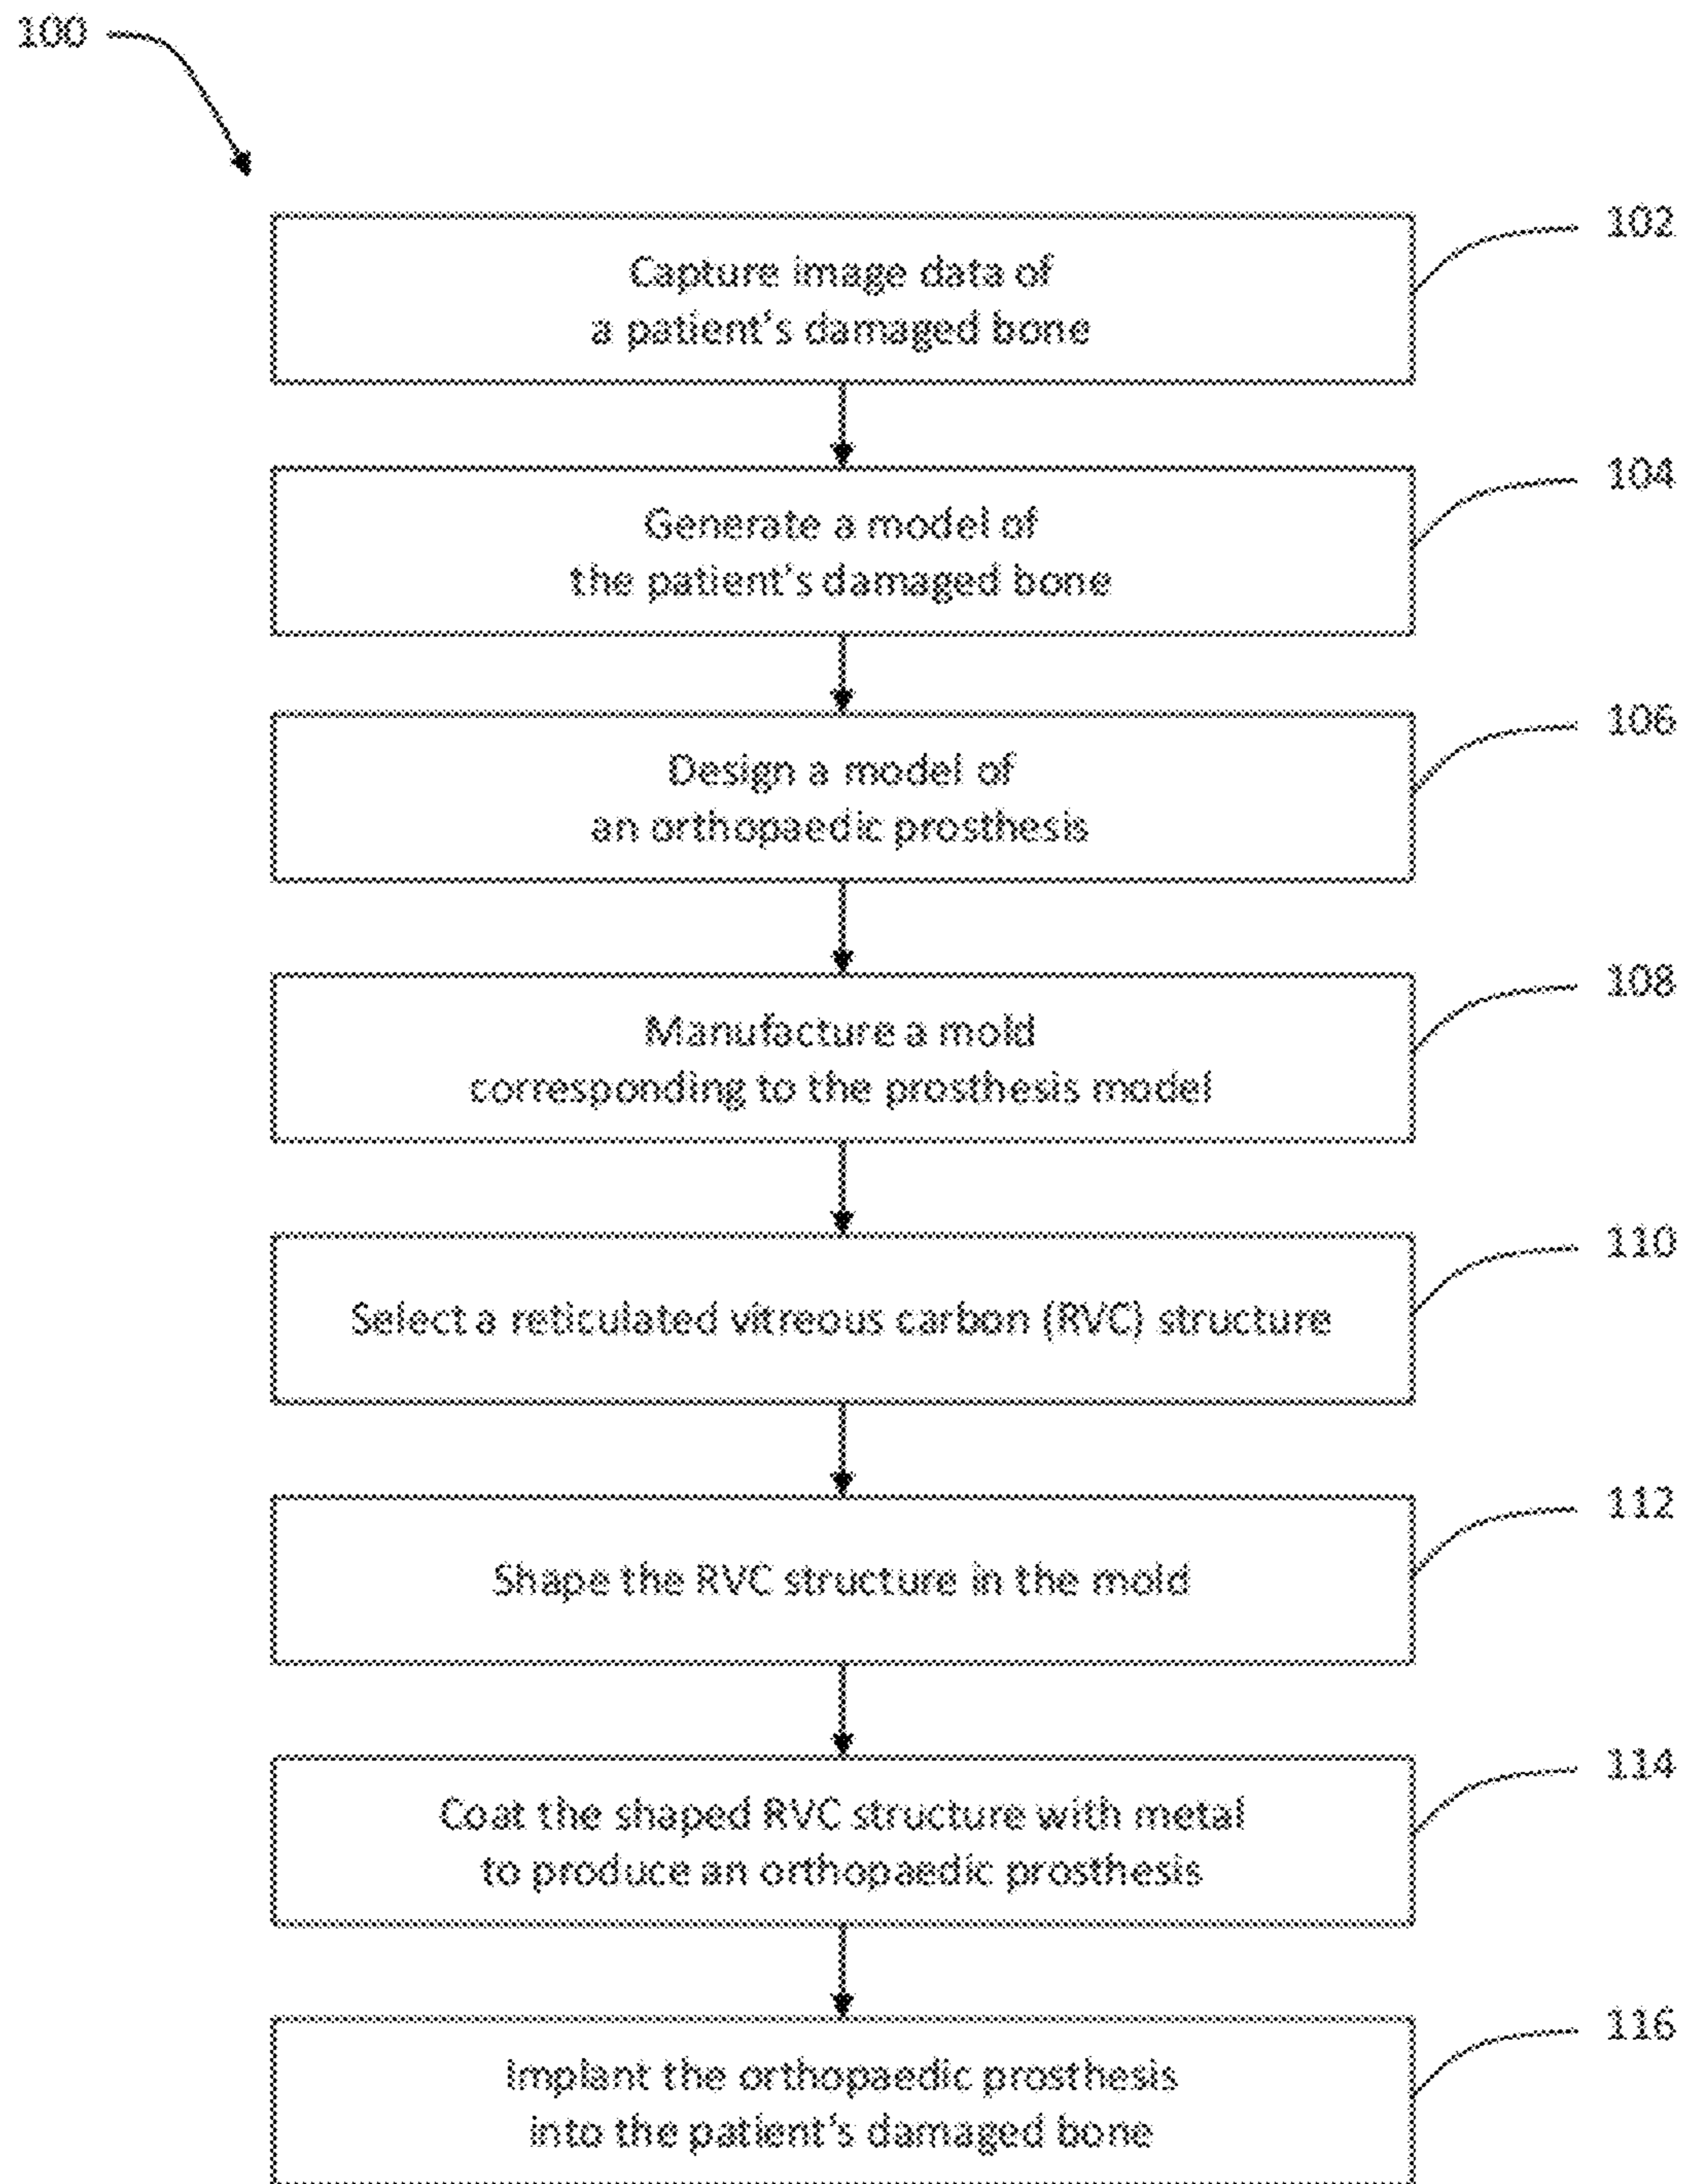 100
102
Capture image data of
a patient's damaged bone
104
Generate a model of
the patient's damaged bone
106
Design a model of
an orthopaedic prosthesis
108
Manufacture a mold
corresponding to the prosthesis model
110
Select a reticulated vitreous carbon (RVC) structure
112
Shape the RVC structure in the mold
114
Coat the shaped RVC structure with metal
to produce an orthopaedic prosthesis
116
Implant the orthopaedic prosthesis
into the patient's damaged bone